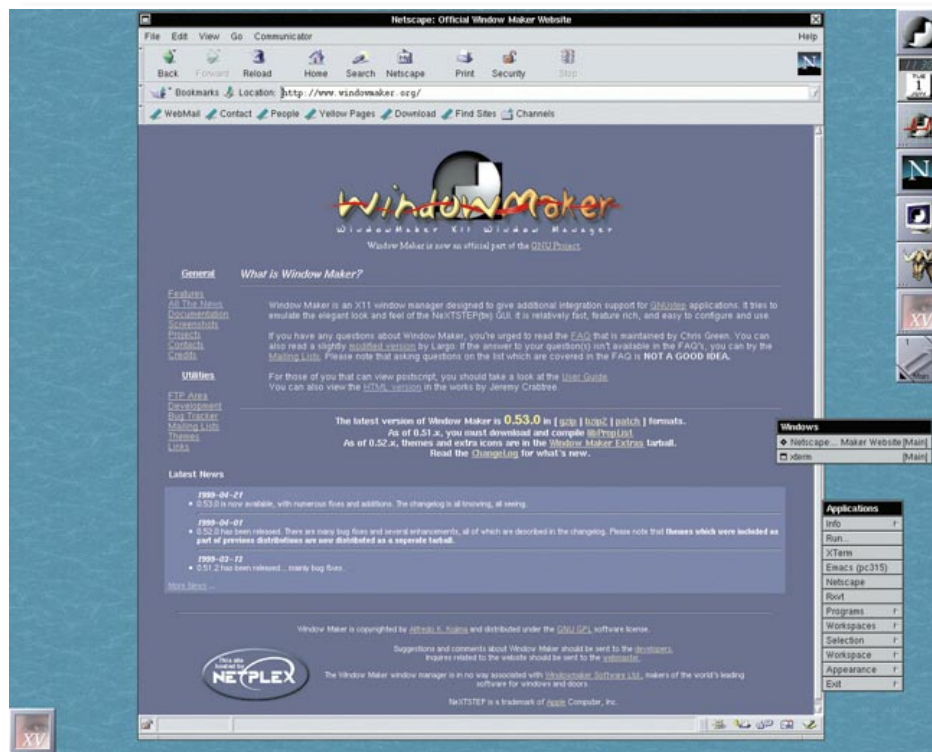 Netscape: Official Window Maker Website
File Edit View Go Communicator Help
Back Forward Reload Home Search Netscape Print Security Stop
Bookmarks Location: http://www.windowmaker.org/
WebMail Contact People Yellow Pages Download Find Sites Channels
WindowMaker
WindowMaker X11 Window Manager
Window Maker is now an official part of the GNU Project.
General
Features
All The News
Documentation
Screenshots
Projects
Contacts
Credits
Utilities
FTP Area
Development
Bug Tracker
Mailing Lists
Themes
Links
What is Window Maker?
Window Maker is an X11 window manager designed to give additional integration support for GNUstep applications. It tries to
emulate the elegant look and feel of the NeXTSTEP(tm) GUI. It is relatively fast, feature rich, and easy to configure and use.
If you have any questions about Window Maker, you're urged to read the FAQ that is maintained by Chris Green. You can
also read a slightly modified version by Largo. If the answer to your question(s) isn't available in the FAQ's, you can try the
Mailing Lists. Please note that asking questions on the list which are covered in the FAQ is NOT A GOOD IDEA.
For those of you that can view postscript, you should take a look at the User Guide.
You can also view the HTML version in the works by Jeremy Crabtree.
The latest version of Window Maker is 0.53.0 in [ gzip | bzip2 | patch ] formats.
As of 0.51.x, you must download and compile libPropList
As of 0.52.x, themes and extra icons are in the Window Maker Extras tarball.
Read the ChangeLog for what's new.
Latest News
1999-04-21
0.53.0 is now available, with numerous fixes and additions. The changelog is all knowing, all seeing.
1999-04-01
0.52.0 has been released. There are many bug fixes and several enhancements, all of which are described in the changelog. Please note that themes which were included as
part of previous distributions are now distributed as a seperate tarball.
1999-03-13
0.51.2 has been released... mainly bug fixes.
More News ...
Window Maker is copyrighted by Alfredo K. Kojima and distributed under the GNU GPL software license.
Suggestions and comments about Window Maker should be sent to the developers.
Inquires related to the website should be sent to the webmaster.
This site
hosted by
NETPLEX
The Window Maker window manager is in no way associated with Windowmaker Software Ltd., makers of the world's leading
software for windows and doors.
NeXTSTEP is a trademark of Apple Computer, Inc.
TUE
1
N
XV
Windows
Netscape... Maker Website [Main]
xterm [Main]
Applications
Info
Run...
XTerm
Emacs (pc315)
Netscape
Rxvt
Programs
Workspaces
Selection
Workspace
Appearance
Exit
XV